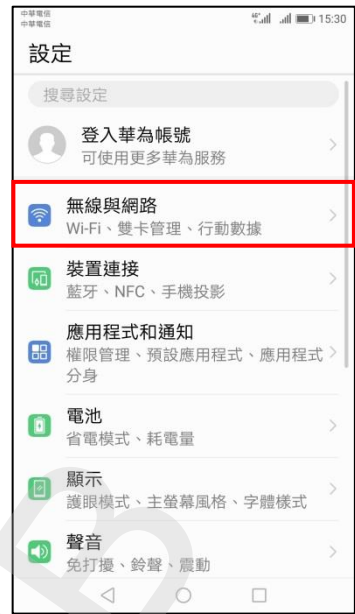 中華電信
中華電信
15:30
設定
搜尋設定
登入華為帳號
可使用更多華為服務
無線與網路
Wi-Fi、雙卡管理、行動數據
裝置連接
藍牙、NFC、手機投影
應用程式和通知
權限管理、預設應用程式、應用程式
分身
電池
省電模式、耗電量
顯示
護眼模式、主螢幕風格、字體樣式
聲音
免打擾、鈴聲、震動